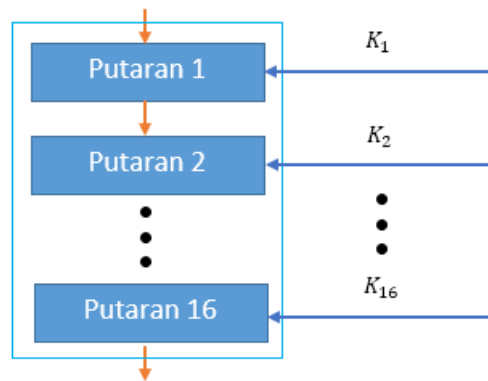 Putaran 1
K₁
Putaran 2
K₂
Putaran 16
K₁₆